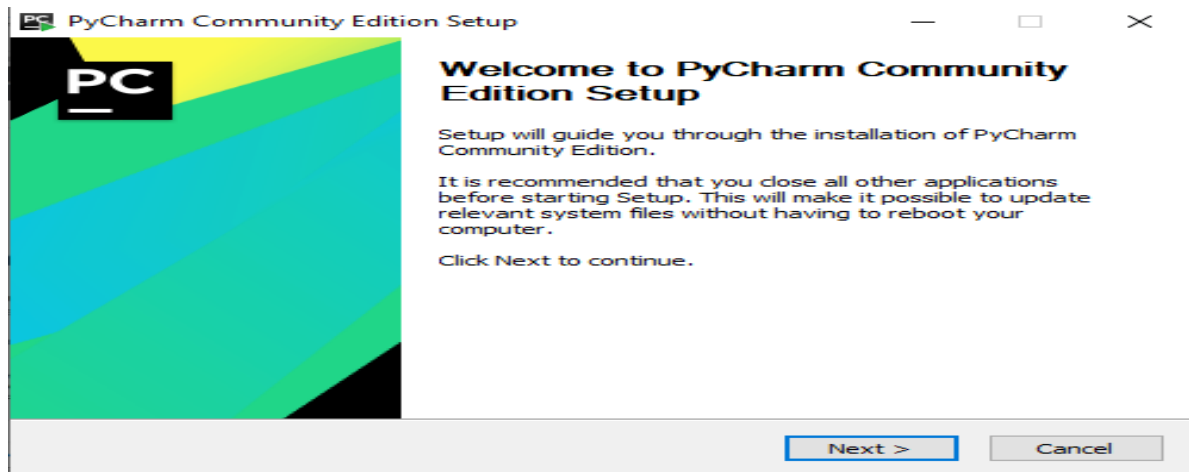 PyCharm Community Edition Setup
PC
Welcome to PyCharm Community
Edition Setup
Setup will guide you through the installation of PyCharm
Community Edition.
It is recommended that you close all other applications
before starting Setup. This will make it possible to update
relevant system files without having to reboot your
computer.
Click Next to continue.
Next >
Cancel